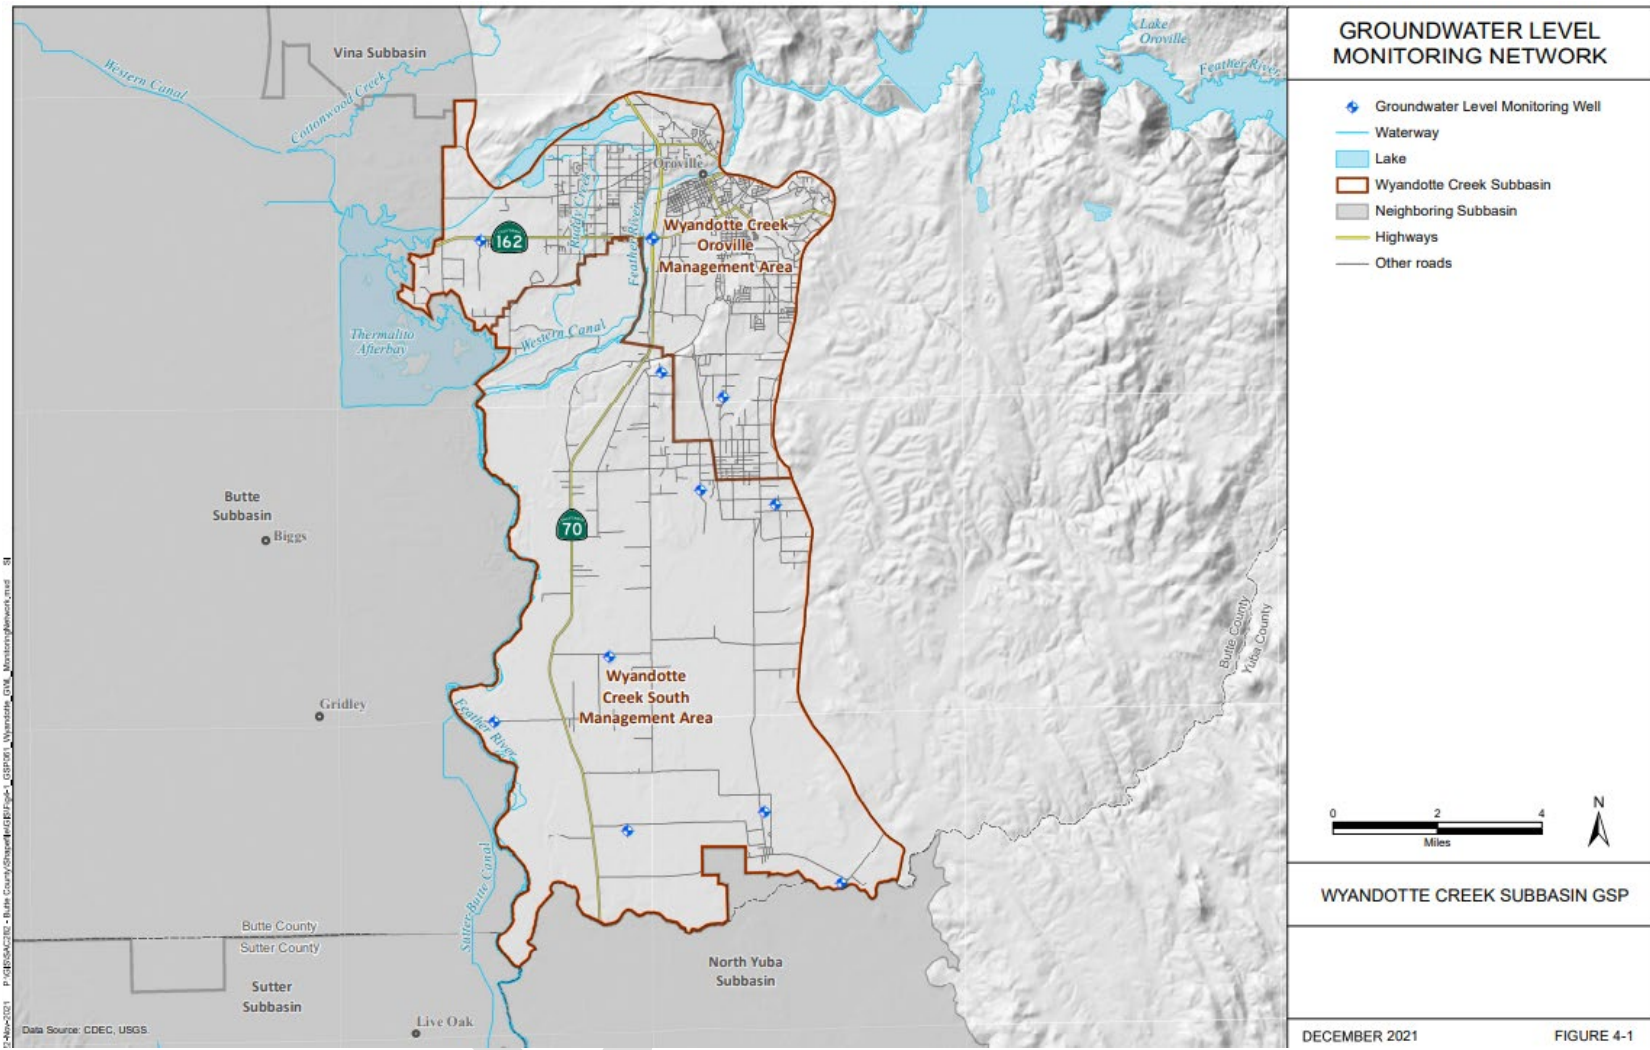 GROUNDWATER LEVEL
MONITORING NETWORK
Groundwater Level Monitoring Well
Waterway
Lake
Wyandotte Creek Subbasin
Neighboring Subbasin
Highways
Other roads
0 2 4
Miles
N
WYANDOTTE CREEK SUBBASIN GSP
DECEMBER 2021 FIGURE 4-1
Vina Subbasin
Western Canal
Cottonwood Creek
Lake
Oroville
Feather River
Oroville
Ruddy Creek
Feather River
162
Wyandotte Creek
Oroville
Management Area
Thermalito
Afterbay
Western Canal
Butte
Subbasin
Biggs
70
Butte County
Yuba County
Gridley
Feather River
Wyandotte
Creek South
Management Area
Sutter-Butte Canal
Butte County
Sutter County
Sutter
Subbasin
North Yuba
Subbasin
Live Oak
Data Source: CDEC, USGS.